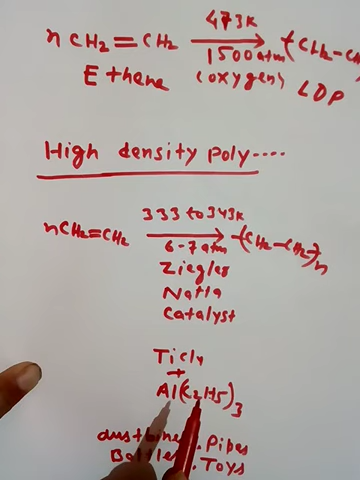 473K
nCH2=CH2 → -(CH2-CH
1500 atm
Ethene (oxygen) LDP
High density poly....
333 to 343K
nCH2=CH2 → -(CH2-CH2)n
6-7 atm
Ziegler
Natta
Catalyst
TiCl4
+
Al(C2H5)3
Pipes
Toys